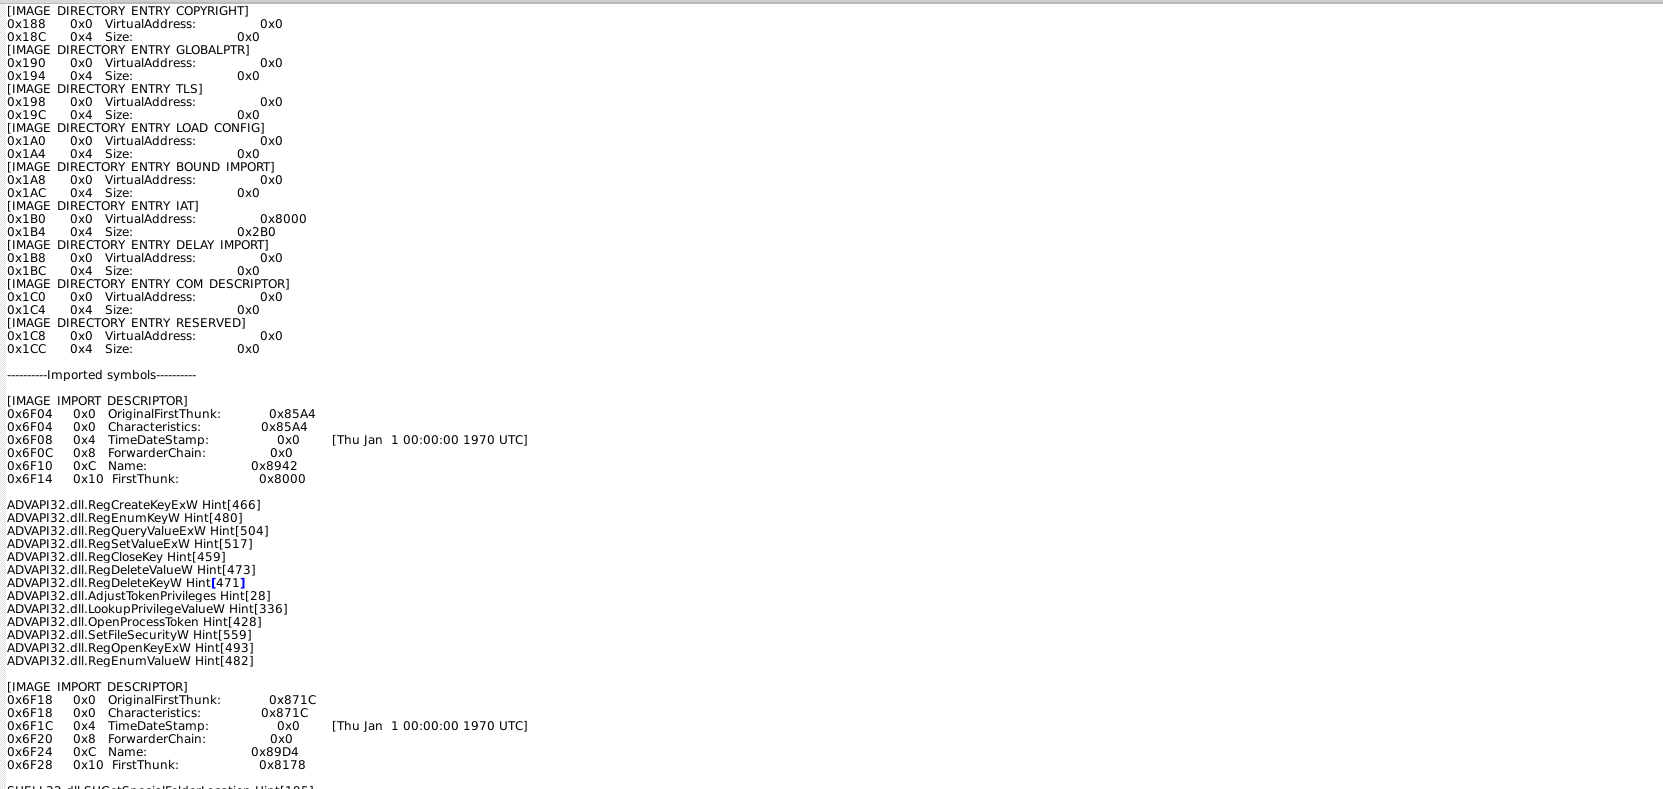 [IMAGE_DIRECTORY_ENTRY_COPYRIGHT]
0x188 0x0 VirtualAddress: 0x0
0x18C 0x4 Size: 0x0
[IMAGE_DIRECTORY_ENTRY_GLOBALPTR]
0x190 0x0 VirtualAddress: 0x0
0x194 0x4 Size: 0x0
[IMAGE_DIRECTORY_ENTRY_TLS]
0x198 0x0 VirtualAddress: 0x0
0x19C 0x4 Size: 0x0
[IMAGE_DIRECTORY_ENTRY_LOAD_CONFIG]
0x1A0 0x0 VirtualAddress: 0x0
0x1A4 0x4 Size: 0x0
[IMAGE_DIRECTORY_ENTRY_BOUND_IMPORT]
0x1A8 0x0 VirtualAddress: 0x0
0x1AC 0x4 Size: 0x0
[IMAGE_DIRECTORY_ENTRY_IAT]
0x1B0 0x0 VirtualAddress: 0x8000
0x1B4 0x4 Size: 0x2B0
[IMAGE_DIRECTORY_ENTRY_DELAY_IMPORT]
0x1B8 0x0 VirtualAddress: 0x0
0x1BC 0x4 Size: 0x0
[IMAGE_DIRECTORY_ENTRY_COM_DESCRIPTOR]
0x1C0 0x0 VirtualAddress: 0x0
0x1C4 0x4 Size: 0x0
[IMAGE_DIRECTORY_ENTRY_RESERVED]
0x1C8 0x0 VirtualAddress: 0x0
0x1CC 0x4 Size: 0x0
----------Imported symbols----------
[IMAGE_IMPORT_DESCRIPTOR]
0x6F04 0x0 OriginalFirstThunk: 0x85A4
0x6F04 0x0 Characteristics: 0x85A4
0x6F08 0x4 TimeDateStamp: 0x0 [Thu Jan 1 00:00:00 1970 UTC]
0x6F0C 0x8 ForwarderChain: 0x0
0x6F10 0xC Name: 0x8942
0x6F14 0x10 FirstThunk: 0x8000
ADVAPI32.dll.RegCreateKeyExW Hint[466]
ADVAPI32.dll.RegEnumKeyW Hint[480]
ADVAPI32.dll.RegQueryValueExW Hint[504]
ADVAPI32.dll.RegSetValueExW Hint[517]
ADVAPI32.dll.RegCloseKey Hint[459]
ADVAPI32.dll.RegDeleteValueW Hint[473]
ADVAPI32.dll.RegDeleteKeyW Hint[471]
ADVAPI32.dll.AdjustTokenPrivileges Hint[28]
ADVAPI32.dll.LookupPrivilegeValueW Hint[336]
ADVAPI32.dll.OpenProcessToken Hint[428]
ADVAPI32.dll.SetFileSecurityW Hint[559]
ADVAPI32.dll.RegOpenKeyExW Hint[493]
ADVAPI32.dll.RegEnumValueW Hint[482]
[IMAGE_IMPORT_DESCRIPTOR]
0x6F18 0x0 OriginalFirstThunk: 0x871C
0x6F18 0x0 Characteristics: 0x871C
0x6F1C 0x4 TimeDateStamp: 0x0 [Thu Jan 1 00:00:00 1970 UTC]
0x6F20 0x8 ForwarderChain: 0x0
0x6F24 0xC Name: 0x89D4
0x6F28 0x10 FirstThunk: 0x8178
SHELL32.dll.SHGetSpecialFolderLocation Hint[195]